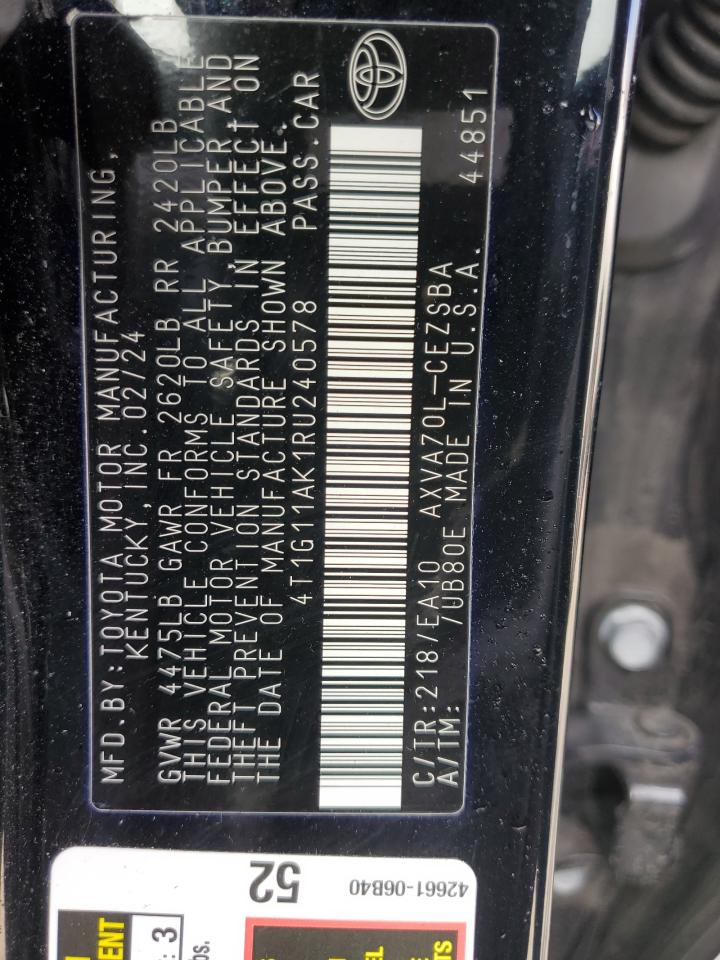 MFD.BY:TOYOTA MOTOR MANUFACTURING,
KENTUCKY, INC. 02/24
GVWR 4475LB GAWR FR 2620LB RR 2420LB
THIS VEHICLE CONFORMS TO ALL APPLICABLE
FEDERAL MOTOR VEHICLE SAFETY, BUMPER AND
THEFT PREVENTION STANDARDS IN EFFECT ON
THE DATE OF MANUFACTURE SHOWN ABOVE.
4T1G11AK1RU240578 PASS.CAR
C/TR:218/EA10 AXVA70L-CEZSBA
A/TM: /UB80E MADE IN U.S.A. 44851
52
42661-06B40
3